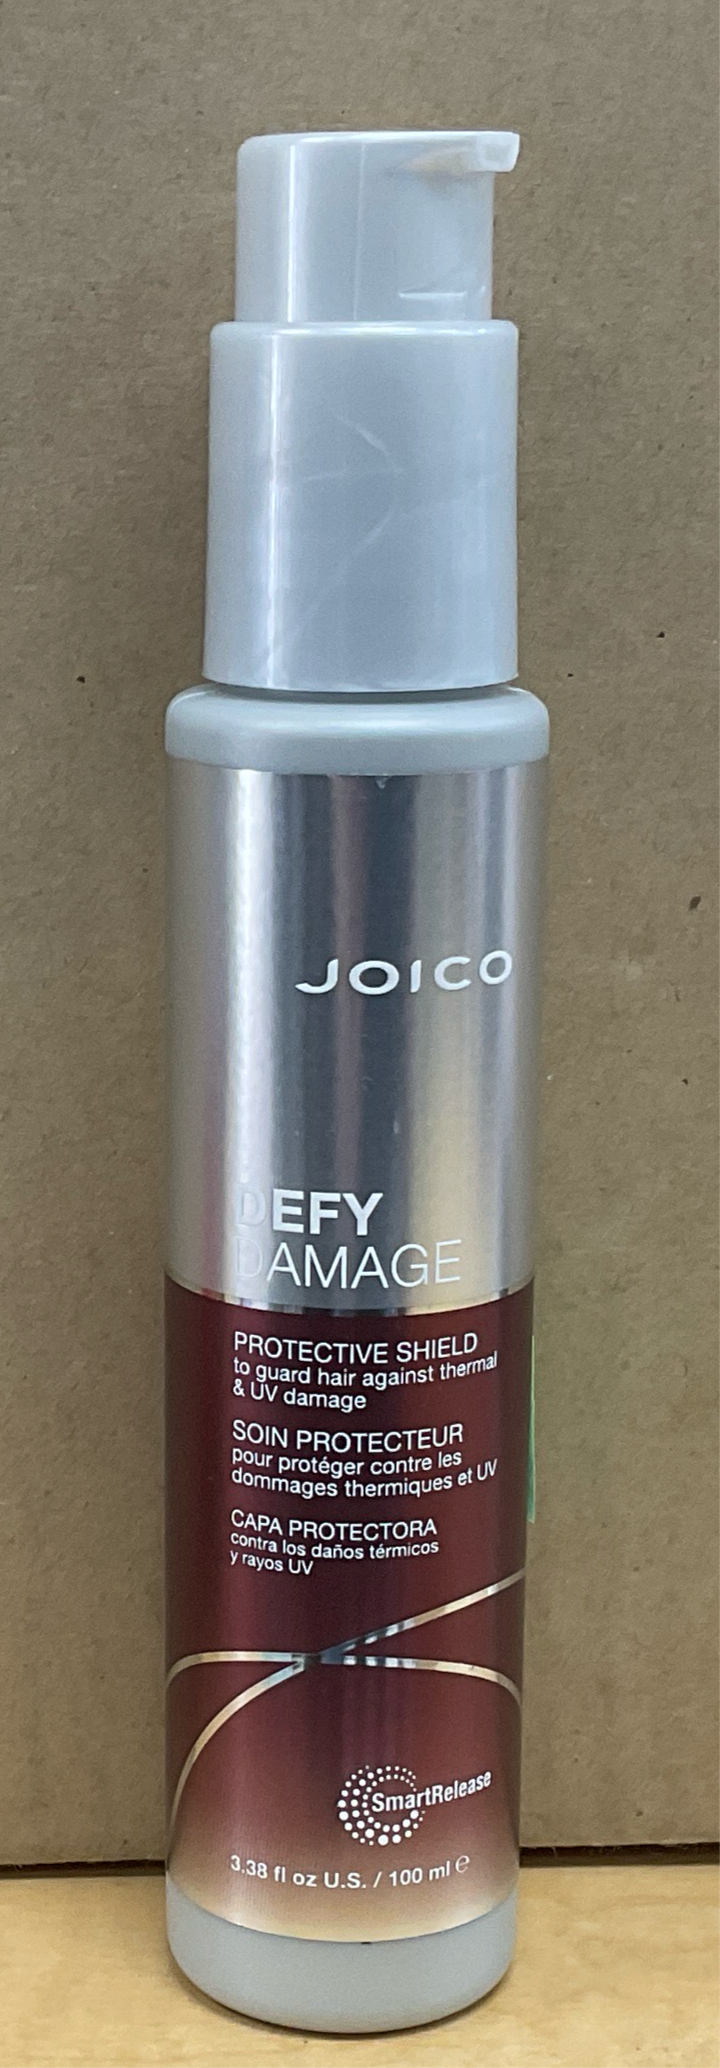 JOICO
DEFY
DAMAGE
PROTECTIVE SHIELD
to guard hair against thermal
& UV damage
SOIN PROTECTEUR
pour protéger contre les
dommages thermiques et UV
CAPA PROTECTORA
contra los daños térmicos
y rayos UV
SmartRelease
3.38 fl oz U.S. / 100 ml ℮